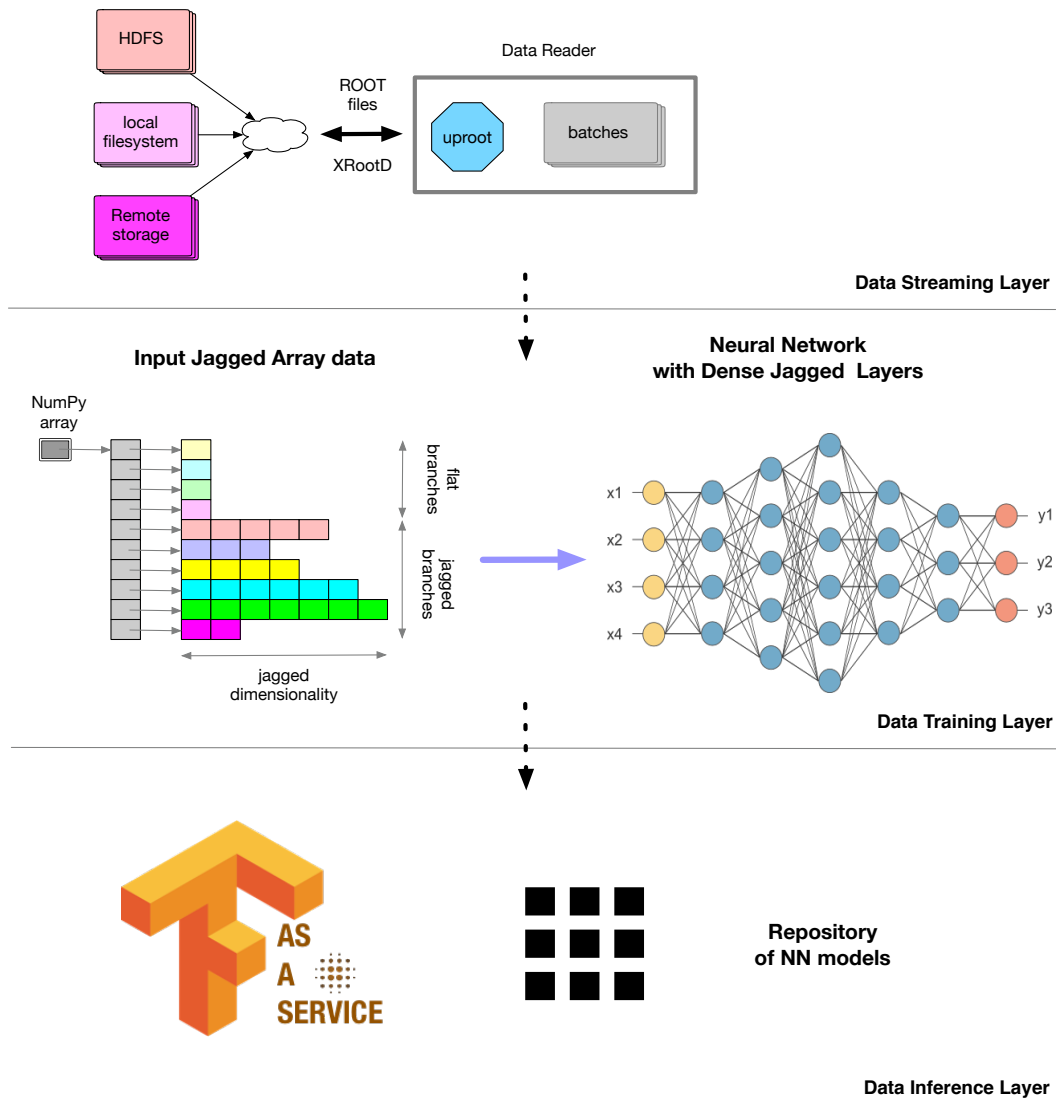 HDFS
local
filesystem
Remote
storage
ROOT
files
XRootD
Data Reader
uproot
batches
Data Streaming Layer
Input Jagged Array data
Neural Network
with Dense Jagged Layers
NumPy
array
flat
branches
jagged
branches
jagged
dimensionality
x1
x2
x3
x4
y1
y2
y3
Data Training Layer
AS
A
SERVICE
Repository
of NN models
Data Inference Layer